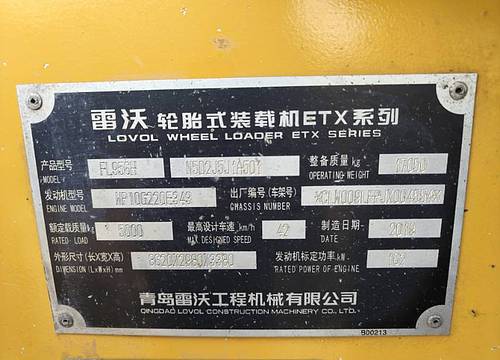 雷沃 轮胎式装载机ETX系列
LOVOL WHEEL LOADER ETX SERIES
产品型号 FL956H 整备质量 kg
MODEL OPERATING WEIGHT
发动机型号 WP10G220E343 出厂编号(车架号)
ENGINE MODEL CHASSIS NUMBER
额定载质量kg 5000 最高设计车速 km/h 42 制造日期
RATED LOAD MAX.DESIGNED SPEED DATE
外形尺寸(长X宽X高) 发动机标定功率 kW 162
DIMENSION (LxWxH) mm RATED POWER OF ENGINE
青岛雷沃工程机械有限公司
QINGDAO LOVOL CONSTRUCTION MACHINERY CO., LTD.
900213